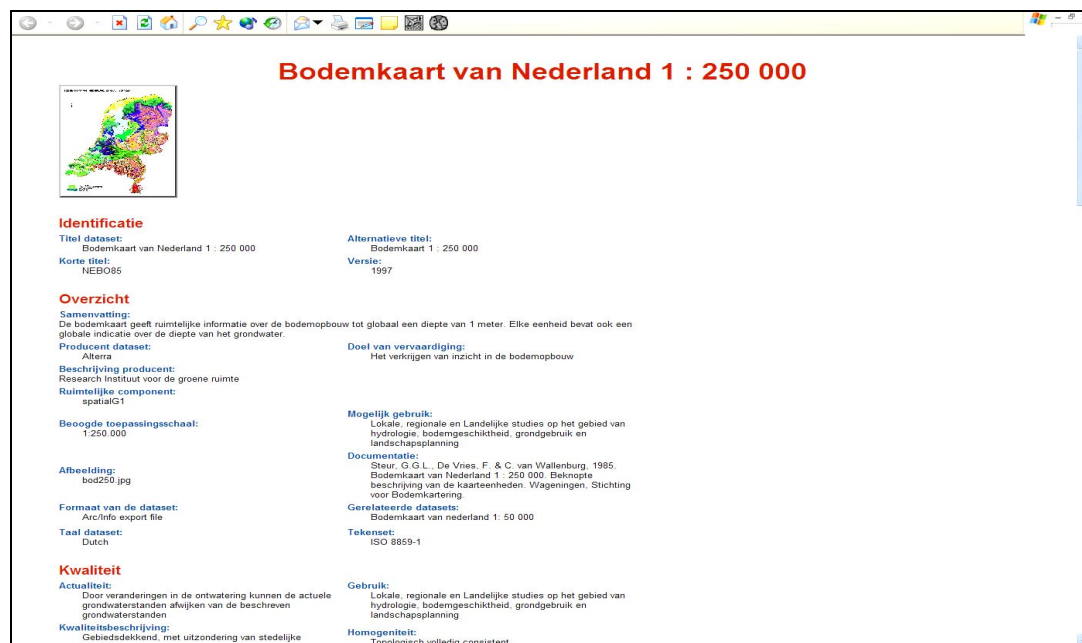 Bodemkaart van Nederland 1 : 250 000
Identificatie
Titel dataset:
Bodemkaart van Nederland 1 : 250 000
Alternatieve titel:
Bodemkaart 1 : 250 000
Korte titel:
NEBO85
Versie:
1997
Overzicht
Samenvatting:
De bodemkaart geeft ruimtelijke informatie over de bodemopbouw tot globaal een diepte van 1 meter. Elke eenheid bevat ook een
globale indicatie over de diepte van het grondwater.
Producent dataset:
Alterra
Doel van vervaardiging:
Het verkrijgen van inzicht in de bodemopbouw
Beschrijving producent:
Research Instituut voor de groene ruimte
Ruimtelijke component:
spatialG1
Beoogde toepassingsschaal:
1:250.000
Mogelijk gebruik:
Lokale, regionale en Landelijke studies op het gebied van
hydrologie, bodemgeschiktheid, grondgebruik en
landschapsplanning
Afbeelding:
bod250.jpg
Documentatie:
Steur, G.G.L., De Vries, F. & C. van Wallenburg, 1985.
Bodemkaart van Nederland 1 : 250 000. Beknopte
beschrijving van de kaarteenheden. Wageningen, Stichting
voor Bodemkartering.
Formaat van de dataset:
Arc/Info export file
Gerelateerde datasets:
Bodemkaart van nederland 1: 50 000
Taal dataset:
Dutch
Tekenset:
ISO 8859-1
Kwaliteit
Actualiteit:
Door veranderingen in de ontwatering kunnen de actuele
grondwaterstanden afwijken van de beschreven
grondwaterstanden
Gebruik:
Lokale, regionale en Landelijke studies op het gebied van
hydrologie, bodemgeschiktheid, grondgebruik en
landschapsplanning
Kwaliteitsbeschrijving:
Gebiedsdekkend, met uitzondering van stedelijke
Homogeniteit:
Topologisch volledig consistent